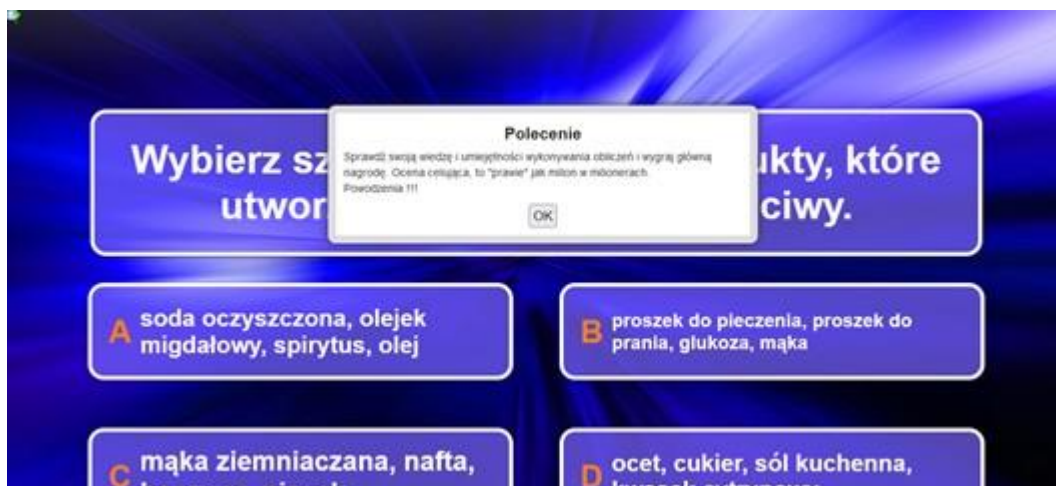 Wybierz sz
ukty, które
utwor
ciwy.
Polecenie
Sprawdź swoją wiedzę i umiejętności wykonywania obliczeń i wygraj główną
nagrodę. Ocena celująca, to "prawie" jak milion w milionerach.
Powodzenia !!!
OK
A soda oczyszczona, olejek
migdałowy, spirytus, olej
B proszek do pieczenia, proszek do
prania, glukoza, mąka
C mąka ziemniaczana, nafta,
D ocet, cukier, sól kuchenna,